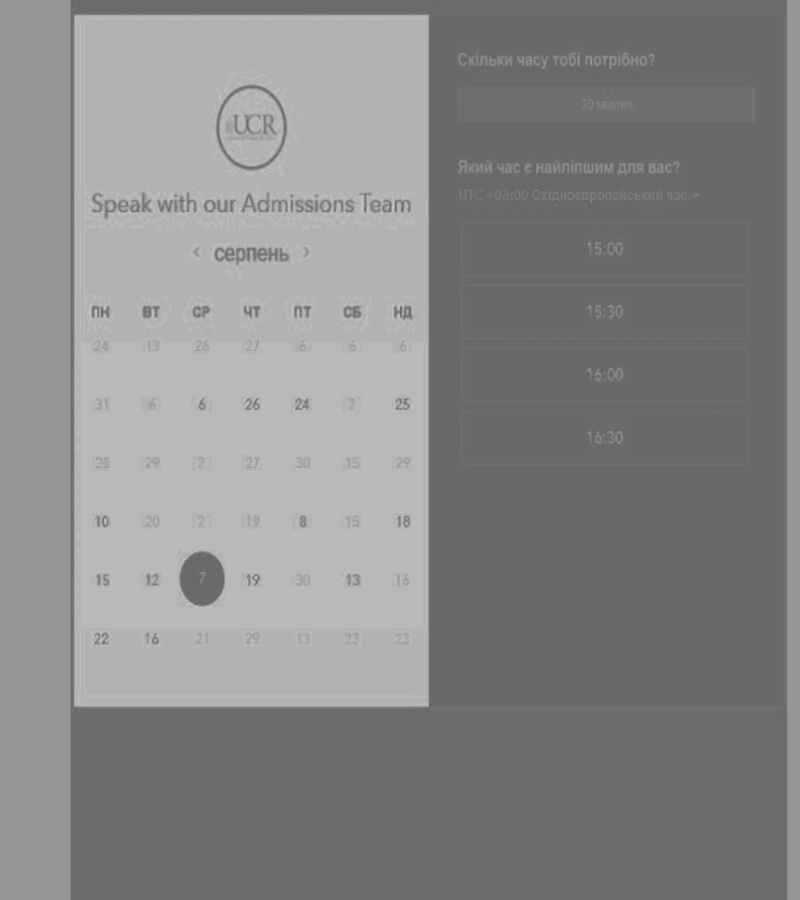 UCR
Speak with our Admissions Team
‹ серпень ›
ПН ВТ СР ЧТ ПТ СБ НД
24 13 26 27 6 6 6
31 6 6 26 24 2 25
28 29 2 27 30 15 29
10 20 2 19 8 15 18
15 12 7 19 30 13 16
22 16 21 29 13 23 23
Скільки часу тобі потрібно?
30 хвилин
Який час є найліпшим для вас?
UTC +03:00 Східноєвропейський час
15:00
15:30
16:00
16:30